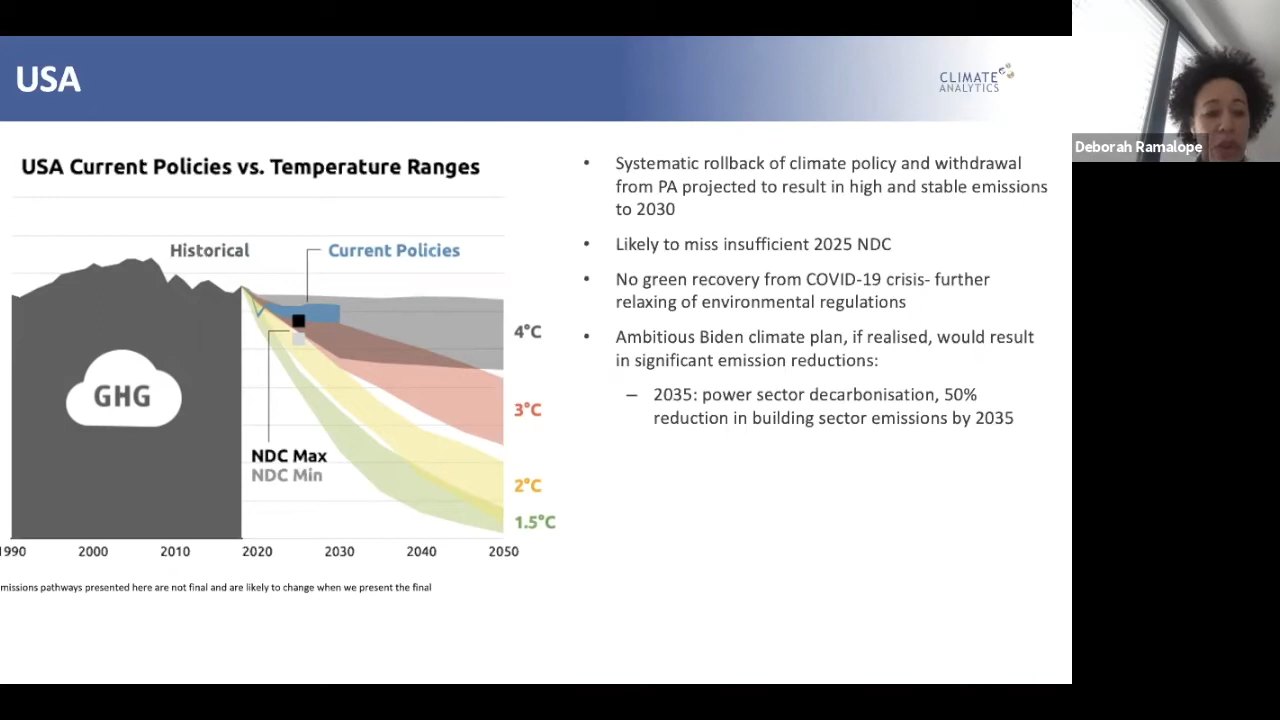 USA
CLIMATE
ANALYTICS
Deborah Ramalope
USA Current Policies vs. Temperature Ranges
Historical
Current Policies
GHG
NDC Max
NDC Min
4°C
3°C
2°C
1.5°C
1990 2000 2010 2020 2030 2040 2050
missions pathways presented here are not final and are likely to change when we present the final
• Systematic rollback of climate policy and withdrawal
from PA projected to result in high and stable emissions
to 2030
• Likely to miss insufficient 2025 NDC
• No green recovery from COVID-19 crisis- further
relaxing of environmental regulations
• Ambitious Biden climate plan, if realised, would result
in significant emission reductions:
– 2035: power sector decarbonisation, 50%
reduction in building sector emissions by 2035